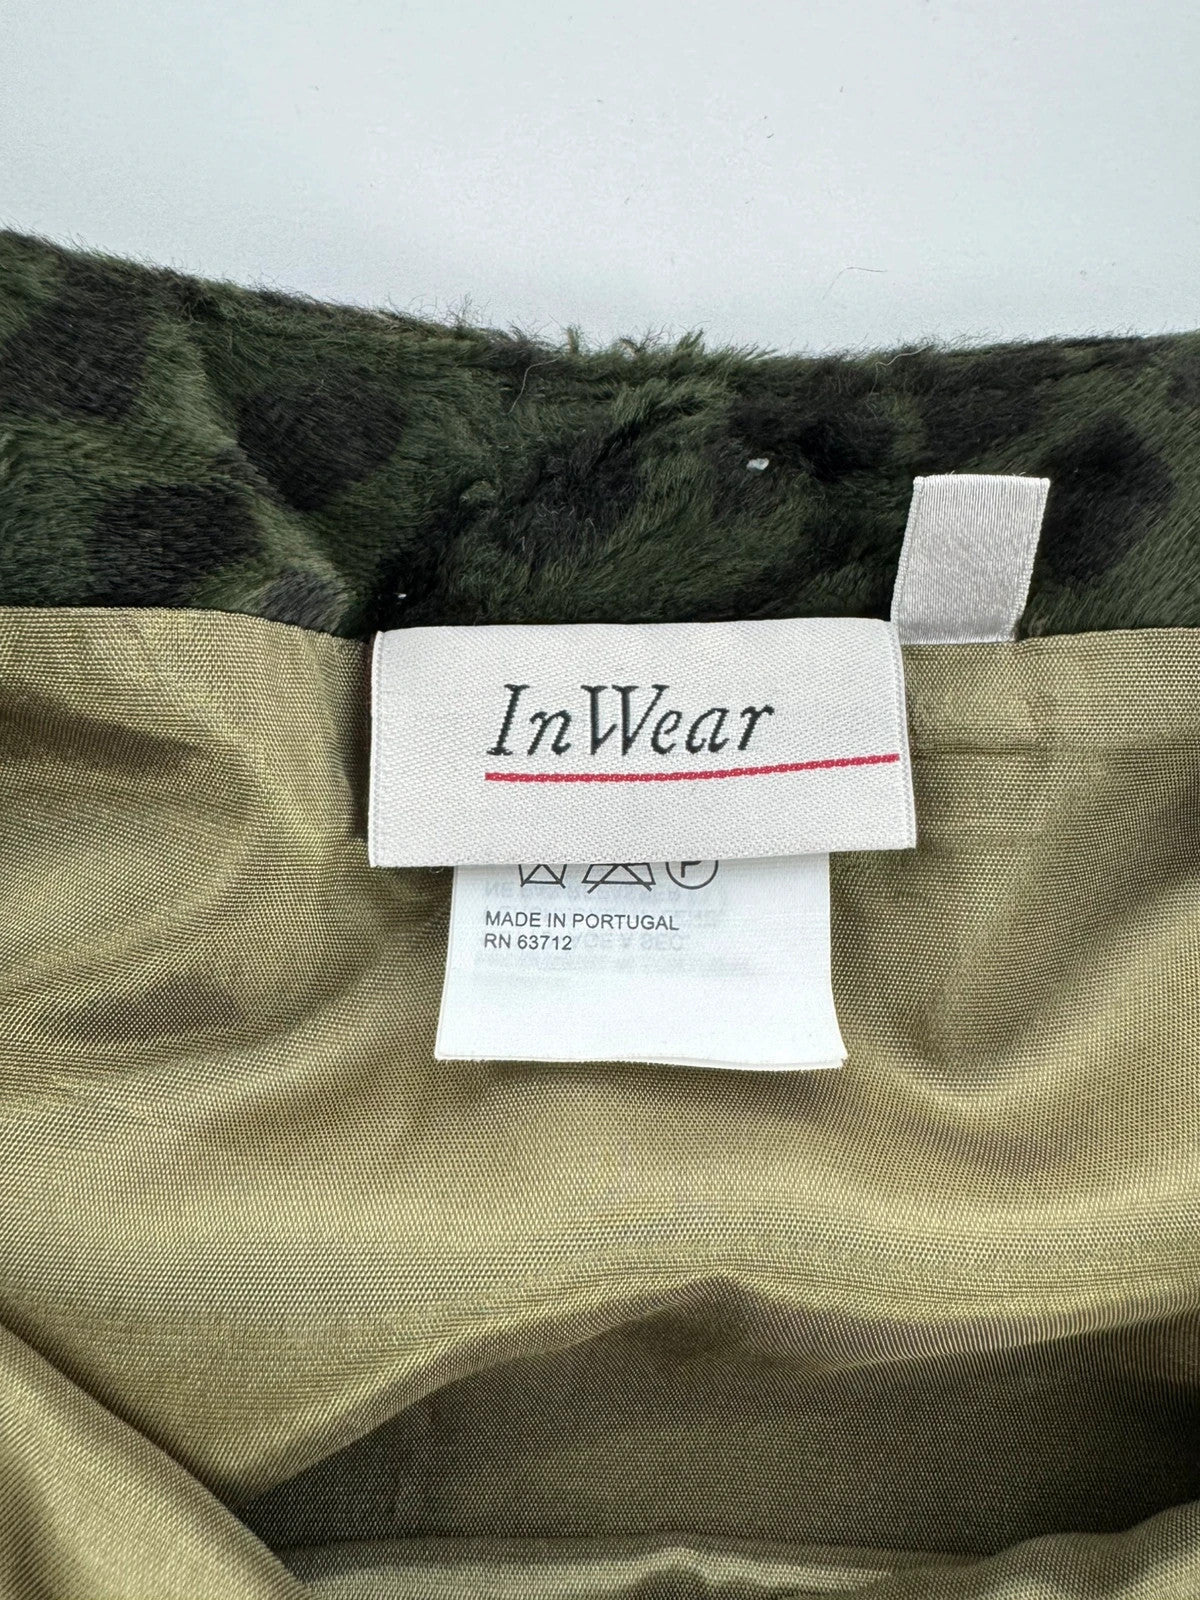 InWear
P
MADE IN PORTUGAL
RN 63712